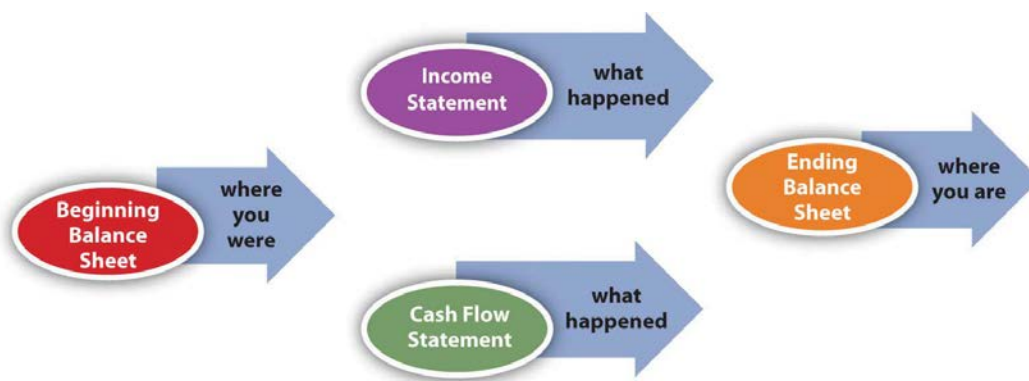 Beginning
Balance
Sheet
where
you
were
Income
Statement
what
happened
Cash Flow
Statement
what
happened
Ending
Balance
Sheet
where
you are